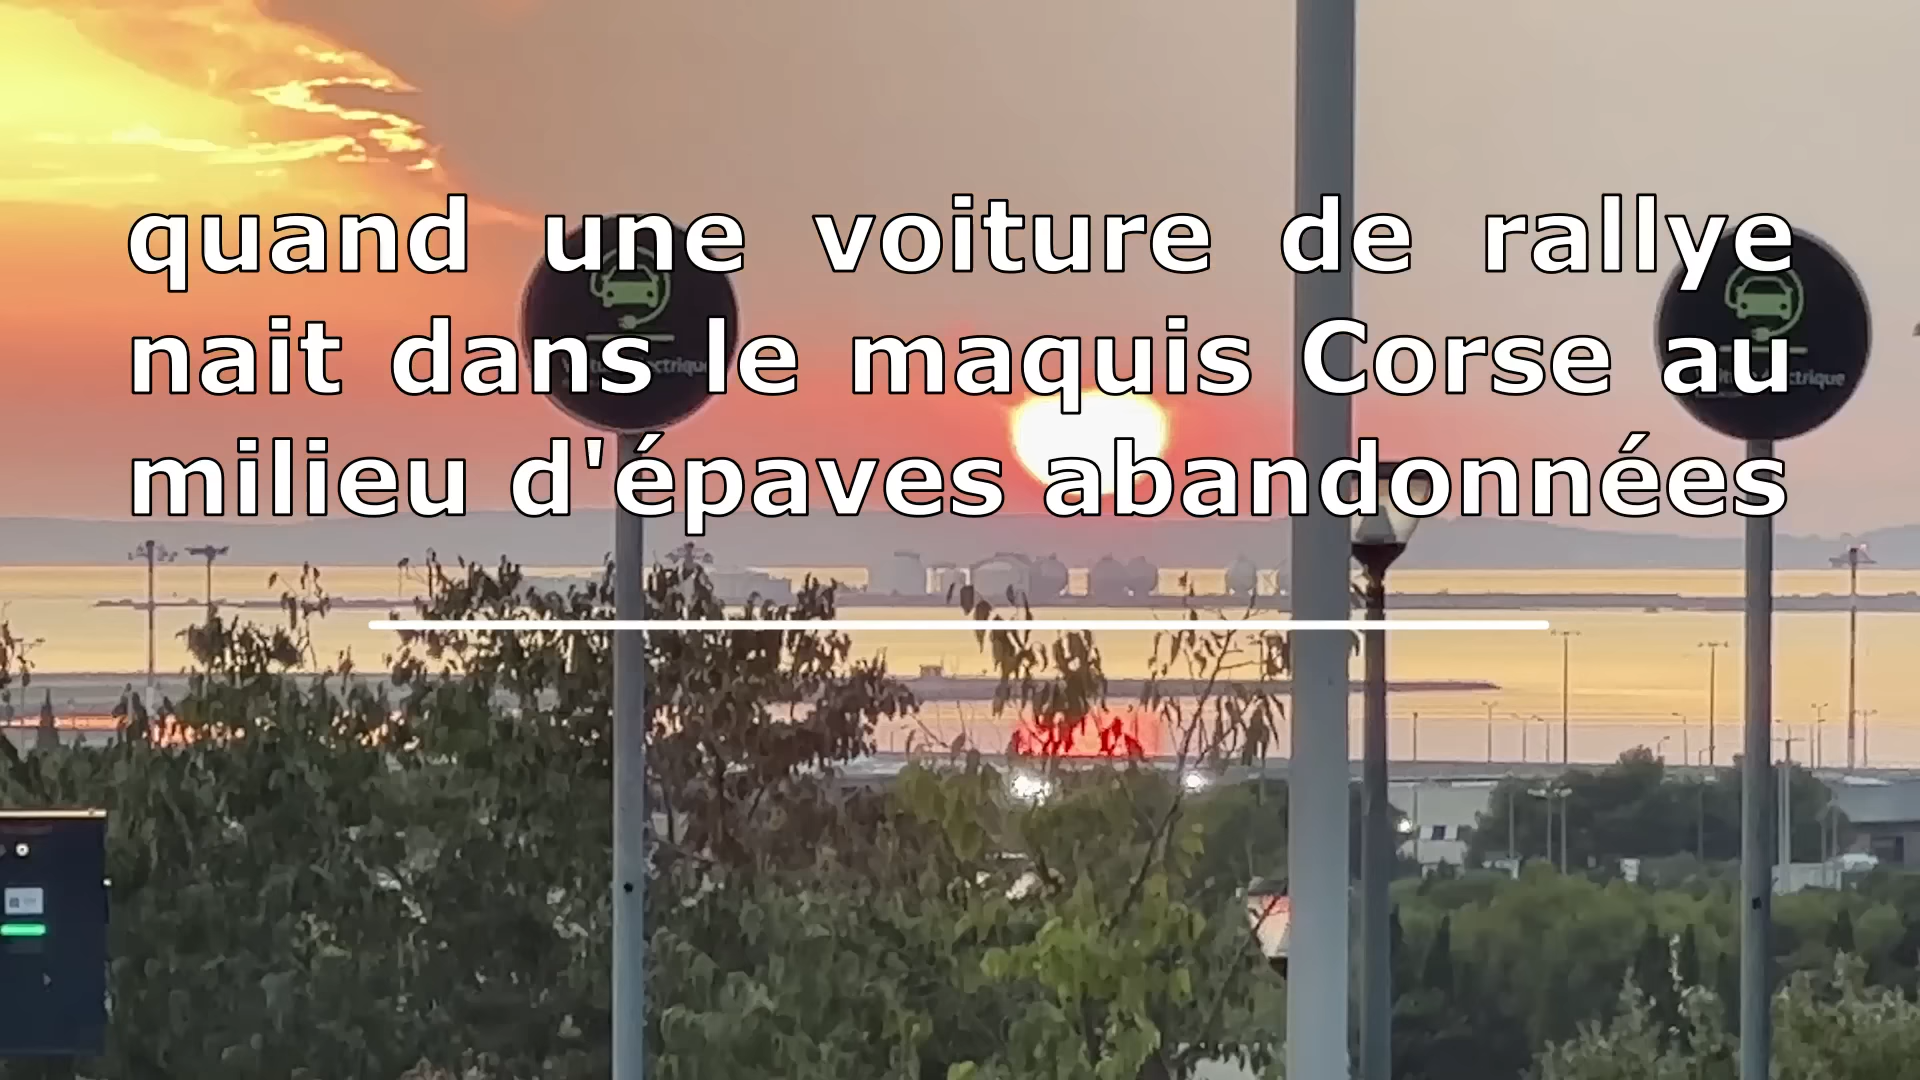 quand une voiture de rallye
nait dans le maquis Corse au
milieu d'épaves abandonnées